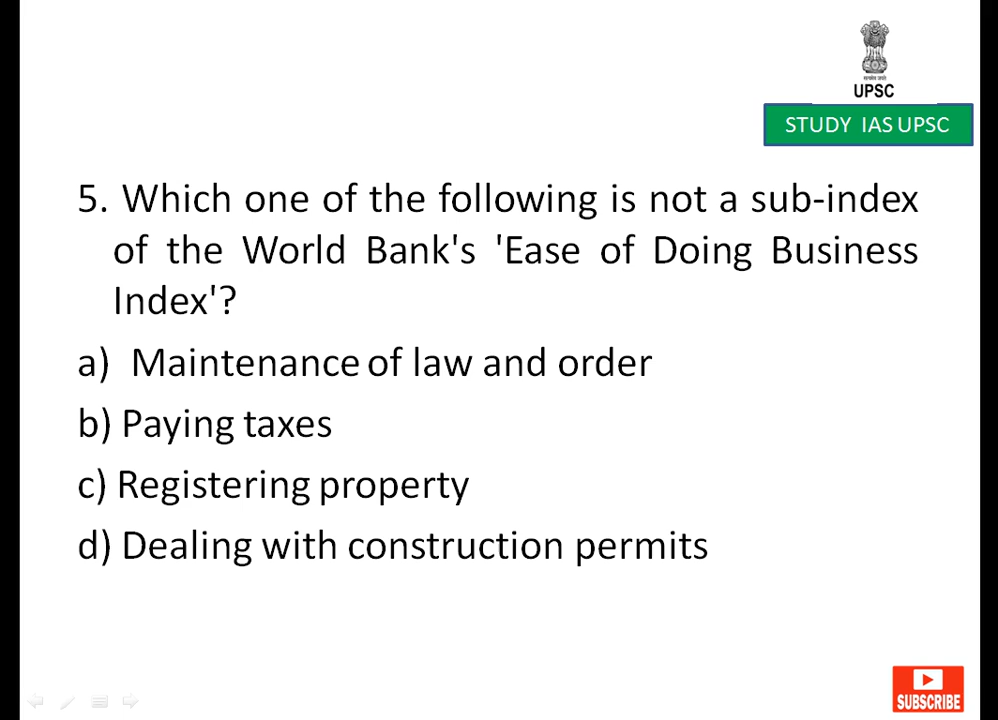 UPSC
STUDY IAS UPSC
5. Which one of the following is not a sub-index
of the World Bank's 'Ease of Doing Business
Index'?
a) Maintenance of law and order
b) Paying taxes
c) Registering property
d) Dealing with construction permits
SUBSCRIBE